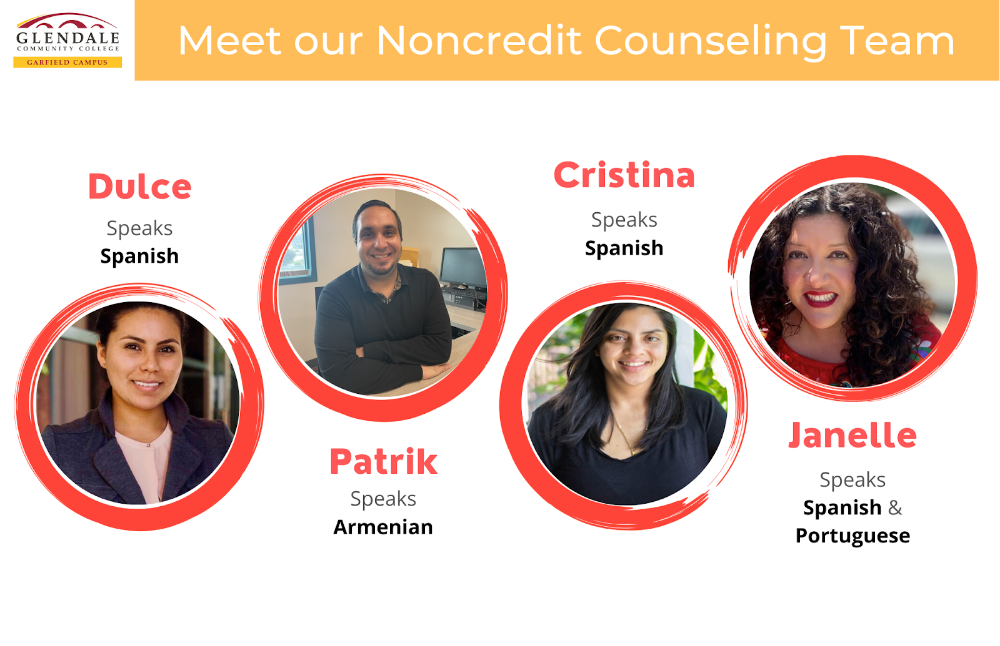 GLENDALE
COMMUNITY COLLEGE
GARFIELD CAMPUS
Meet our Noncredit Counseling Team
Dulce
Speaks
Spanish
Patrik
Speaks
Armenian
Cristina
Speaks
Spanish
Janelle
Speaks
Spanish &
Portuguese